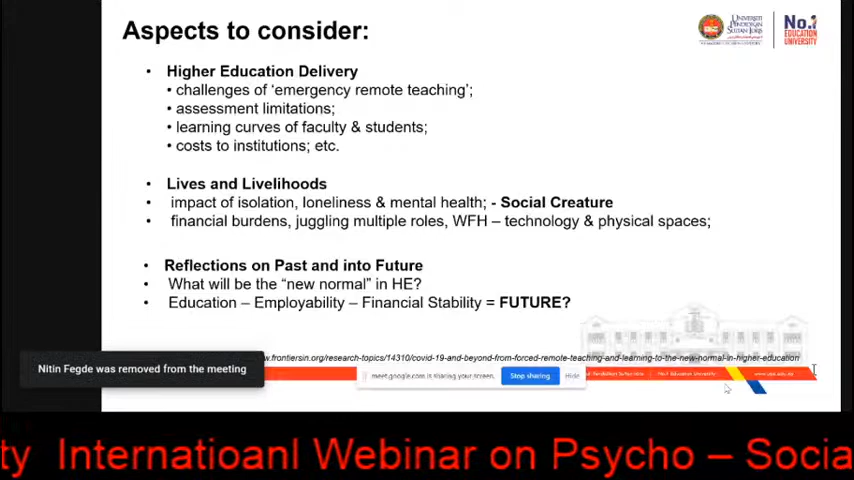 Aspects to consider:
UNIVERSITI
PENDIDIKAN
SULTAN IDRIS
No.1
EDUCATION
UNIVERSITY
• Higher Education Delivery
• challenges of ‘emergency remote teaching’;
• assessment limitations;
• learning curves of faculty & students;
• costs to institutions; etc.
• Lives and Livelihoods
• impact of isolation, loneliness & mental health; - Social Creature
• financial burdens, juggling multiple roles, WFH – technology & physical spaces;
• Reflections on Past and into Future
• What will be the “new normal” in HE?
• Education – Employability – Financial Stability = FUTURE?
w.frontiersin.org/research-topics/14310/covid-19-and-beyond-from-forced-remote-teaching-and-learning-to-the-new-normal-in-higher-education
Nitin Fegde was removed from the meeting
meet.google.com is sharing your screen.
Stop sharing
Hide
ty Internatioanl Webinar on Psycho – Socia